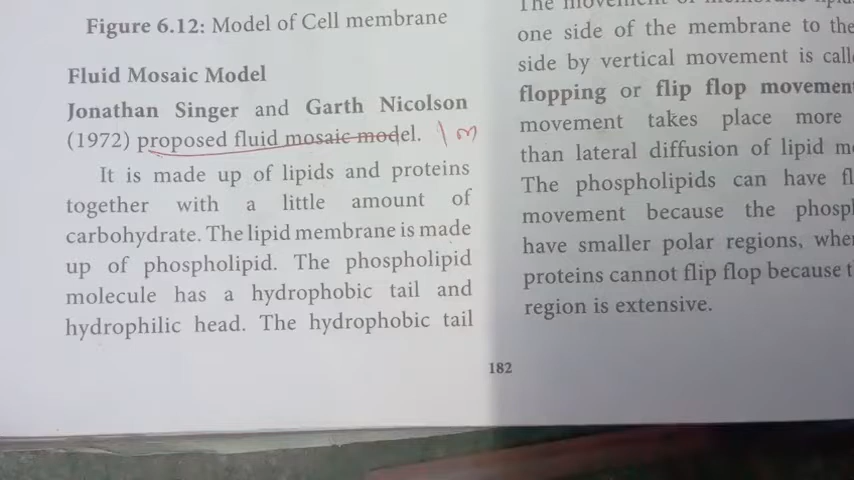 Figure 6.12: Model of Cell membrane
Fluid Mosaic Model
Jonathan Singer and Garth Nicolson
(1972) proposed fluid mosaic model. 1 m
It is made up of lipids and proteins
together with a little amount of
carbohydrate. The lipid membrane is made
up of phospholipid. The phospholipid
molecule has a hydrophobic tail and
hydrophilic head. The hydrophobic tail
one side of the membrane to the
side by vertical movement is
flopping or flip flop
movement takes place more
than lateral diffusion of lipid
The phospholipids can have
movement because the
have smaller polar regions,
proteins cannot flip flop because
region is extensive.
182